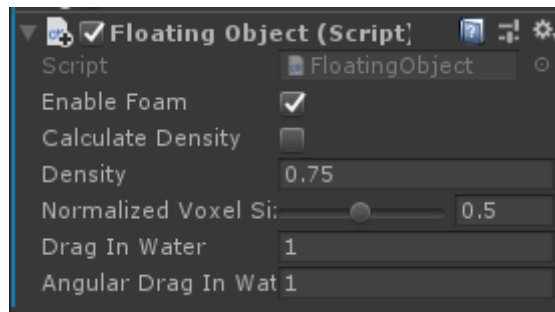 Floating Object (Script)
Script FloatingObject
Enable Foam
Calculate Density
Density 0.75
Normalized Voxel Si: 0.5
Drag In Water 1
Angular Drag In Wat 1